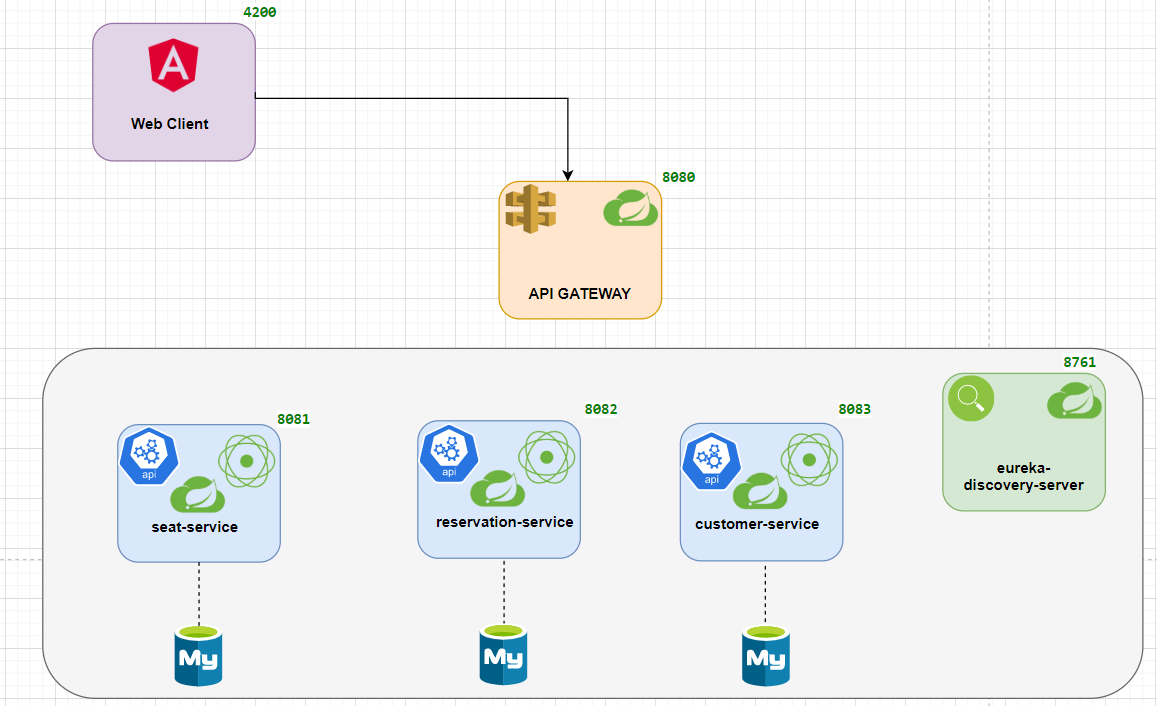 4200
A
Web Client
8080
API GATEWAY
8761
8081
8082
8083
api
api
api
seat-service
reservation-service
customer-service
eureka-
discovery-server
My
My
My